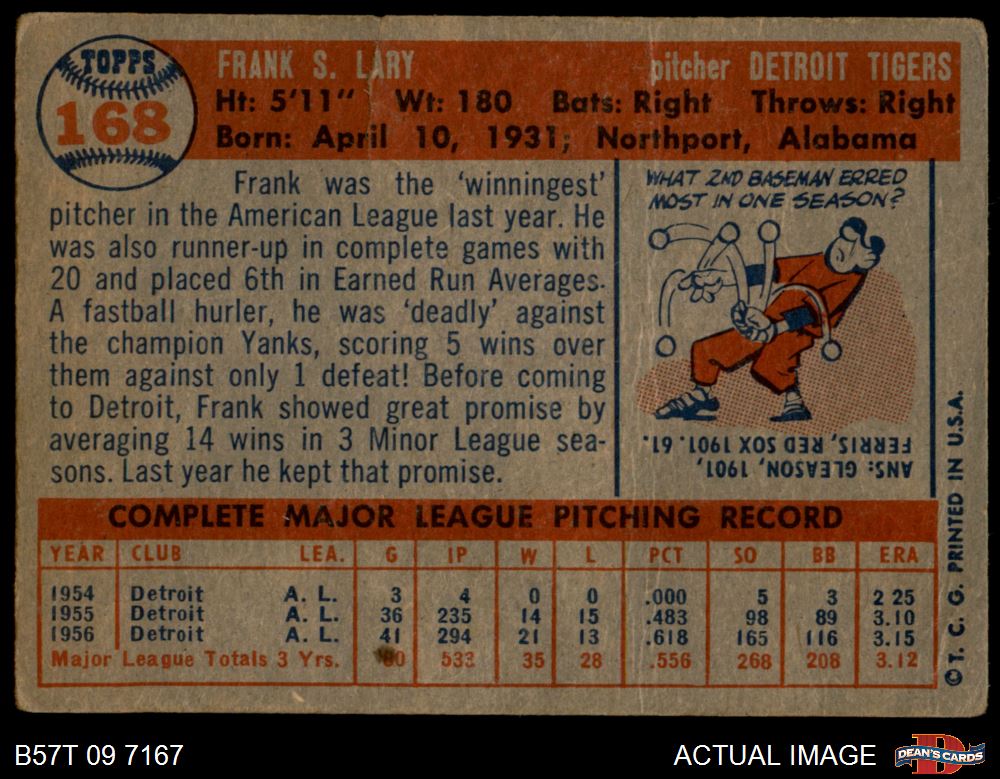 TOPPS
168
FRANK S. LARY pitcher DETROIT TIGERS
Ht: 5'11" Wt: 180 Bats: Right Throws: Right
Born: April 10, 1931; Northport, Alabama
Frank was the 'winningest'
pitcher in the American League last year. He
was also runner-up in complete games with
20 and placed 6th in Earned Run Averages.
A fastball hurler, he was 'deadly' against
the champion Yanks, scoring 5 wins over
them against only 1 defeat! Before coming
to Detroit, Frank showed great promise by
averaging 14 wins in 3 Minor League sea-
sons. Last year he kept that promise.
WHAT 2ND BASEMAN ERRED
MOST IN ONE SEASON?
ANS: GLEASON, 1901,
FERRIS, RED SOX 1901. 61.
COMPLETE MAJOR LEAGUE PITCHING RECORD
YEAR CLUB LEA. G IP W L PCT SO BB ERA
1954 Detroit A. L. 3 4 0 0 .000 5 3 2 25
1955 Detroit A. L. 36 235 14 15 .483 98 89 3.10
1956 Detroit A. L. 41 294 21 13 .618 165 116 3.15
Major League Totals 3 Yrs. 80 533 35 28 .556 268 208 3.12
© T. C. G. PRINTED IN U.S.A.
B57T 09 7167 ACTUAL IMAGE DEAN'S CARDS